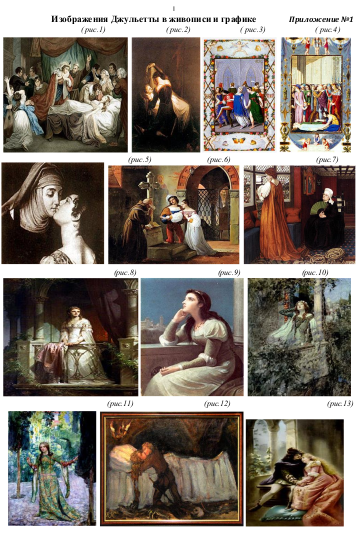 1
Изображения Джульетты в живописи и графике Приложение №1
(рис.1) (рис.2) (рис.3) (рис.4)
(рис.5) (рис.6) (рис.7)
(рис.8) (рис.9) (рис.10)
(рис.11) (рис.12) (рис.13)